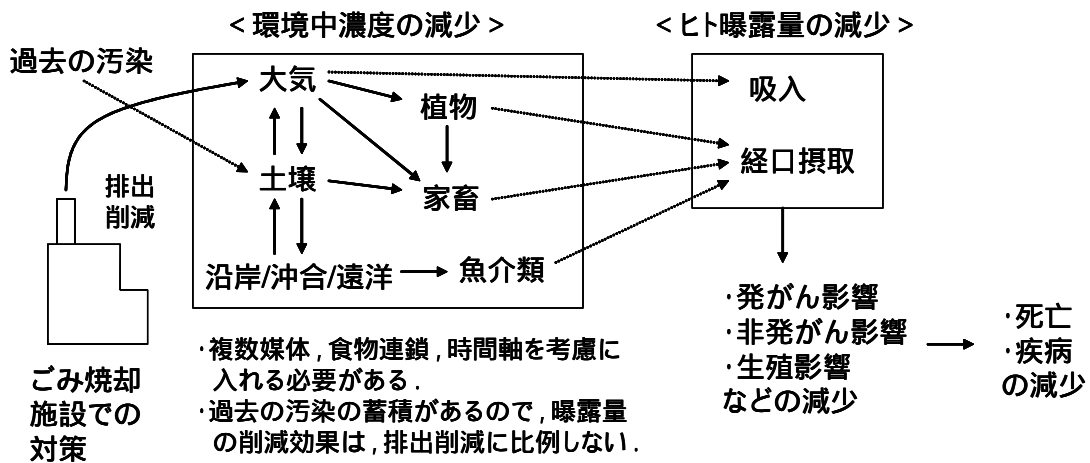 ＜環境中濃度の減少＞
＜ヒト曝露量の減少＞
過去の汚染
大気
植物
土壌
家畜
沿岸/沖合/遠洋
魚介類
吸入
経口摂取
排出
削減
ごみ焼却
施設での
対策
・発がん影響
・非発がん影響
・生殖影響
などの減少
・死亡
・疾病
の減少
・複数媒体，食物連鎖，時間軸を考慮に
入れる必要がある．
・過去の汚染の蓄積があるので，曝露量
の削減効果は，排出削減に比例しない．